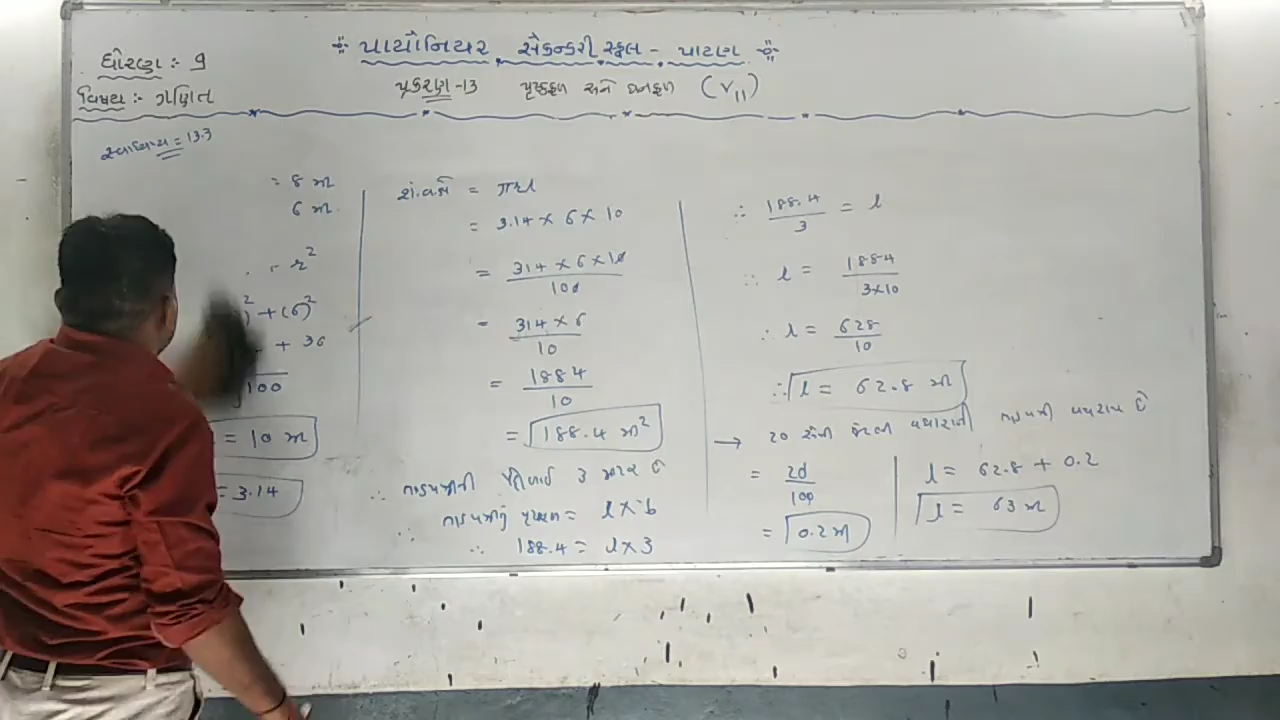 પાયોનિયર સેકન્ડરી સ્કૂલ - પાટણ
ધોરણ :- 9
વિષય :- ગણિત
પ્રકરણ -13 પૃષ્ઠફળ અને ઘનફળ (V11)
સ્વાધ્યાય = 13.3
= 8 મ
6 મ
r²
)² + (6)²
+ 36
100
= 10 મ
= 3.14
= πrl
= 3.14 × 6 × 10
= 314 × 6 × 10 / 100
= 314 × 6 / 10
= 1884 / 10
= 188.4 મ²
∴ તાડપત્રીની પહોળાઈ 3 મીટર છે
∴ તાડપત્રીનું = l × b
∴ 188.4 = l × 3
∴ 188.4 / 3 = l
∴ l = 1884 / 3×10
∴ l = 628 / 10
∴ l = 62.8 મ
→ 20 સેમી જેટલી વધારાની તાડપત્રી વપરાય છે
= 20 / 100
= 0.2 મ
l = 62.8 + 0.2
l = 63 મ